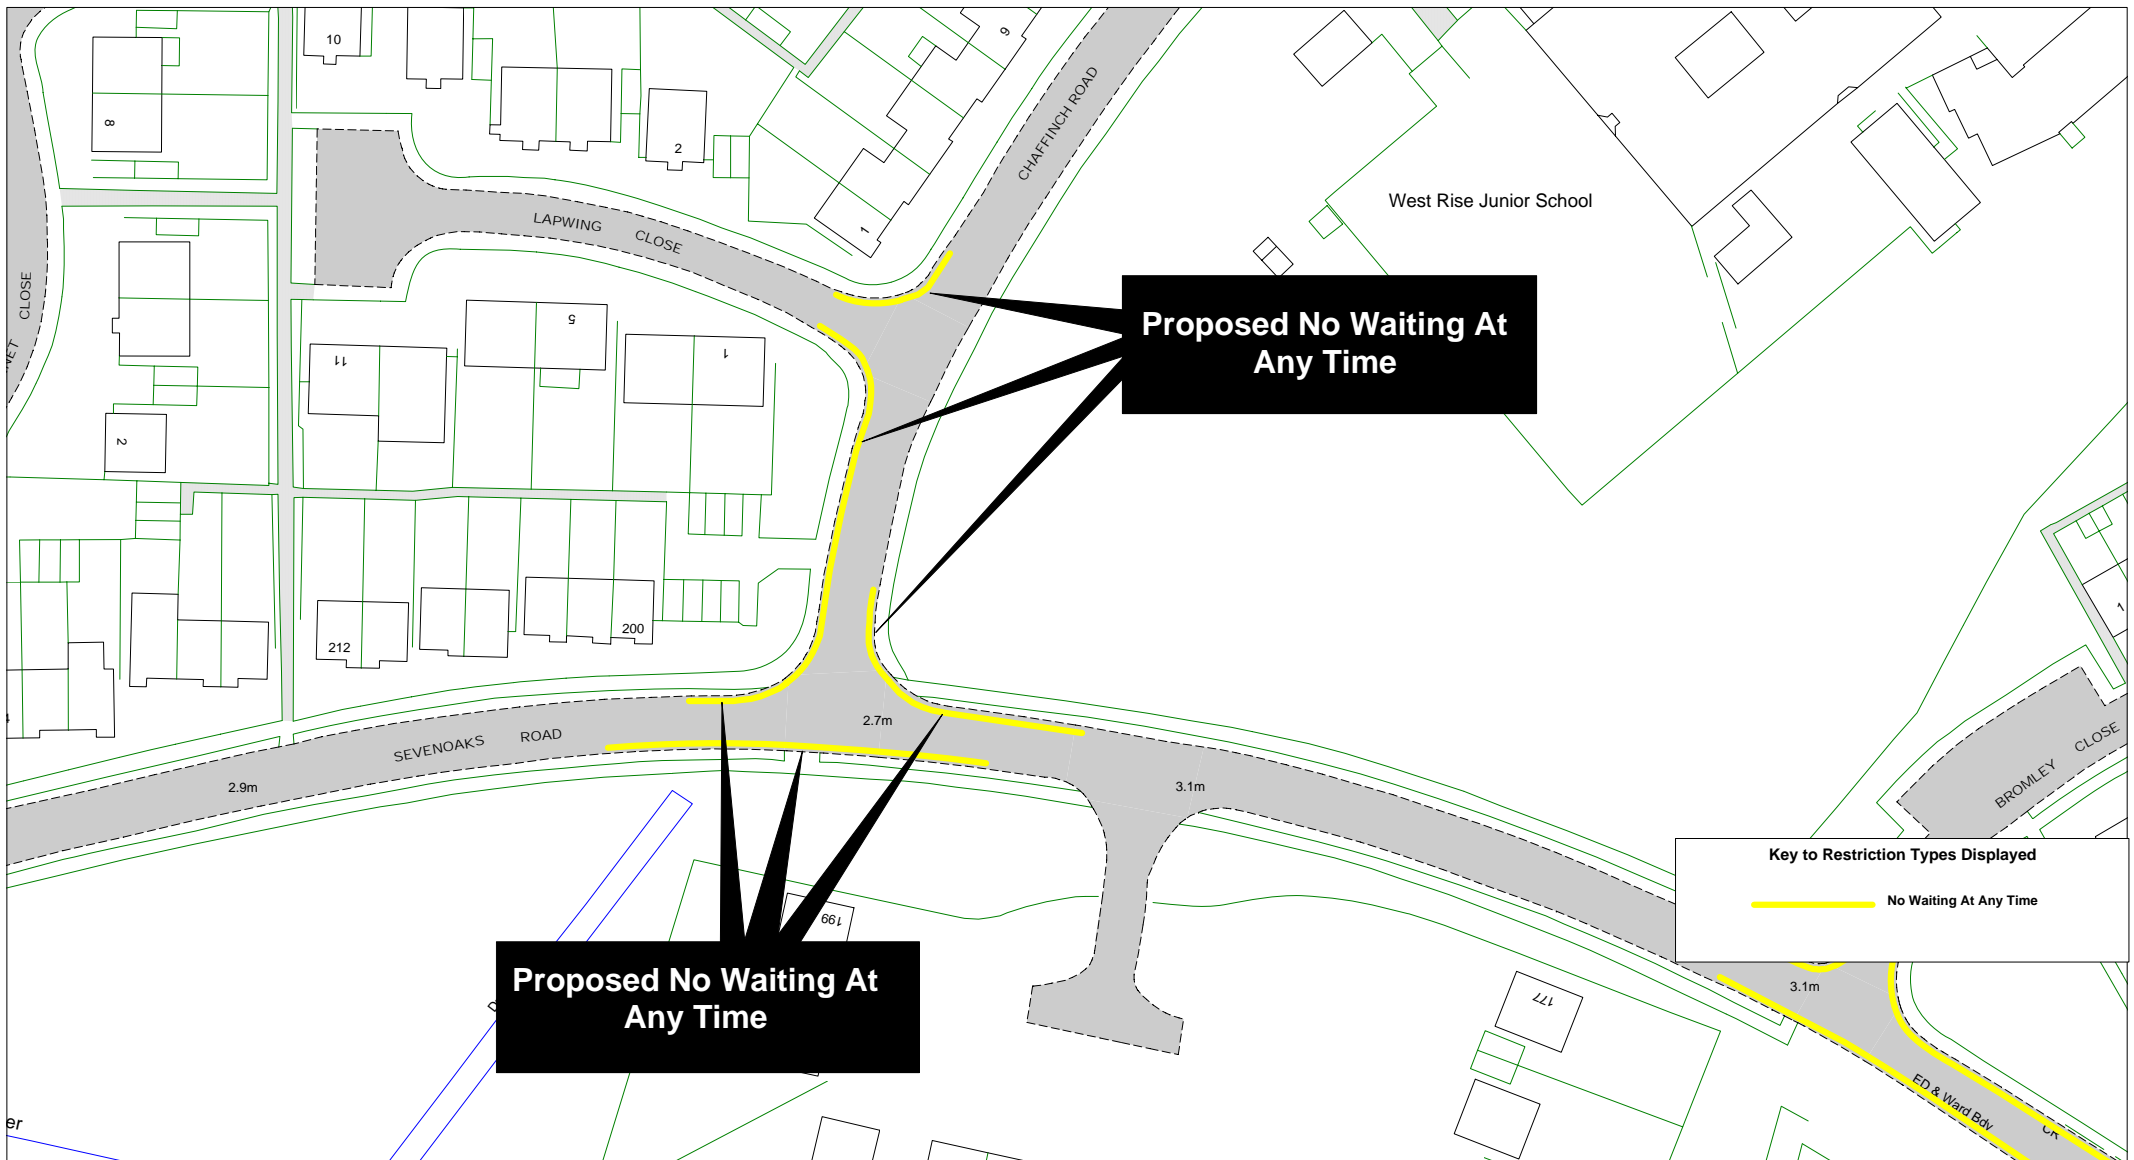 10
9
8
2
CHAFFINCH ROAD
West Rise Junior School
LAPWING CLOSE
1
CLOSE
Proposed No Waiting At
Any Time
5
11
1
2
1
212
200
2.7m
SEVENOAKS ROAD
2.9m
3.1m
BROMLEY CLOSE
Key to Restriction Types Displayed
No Waiting At Any Time
199
Proposed No Waiting At
Any Time
177
3.1m
ED & Ward Bdy
CR
er